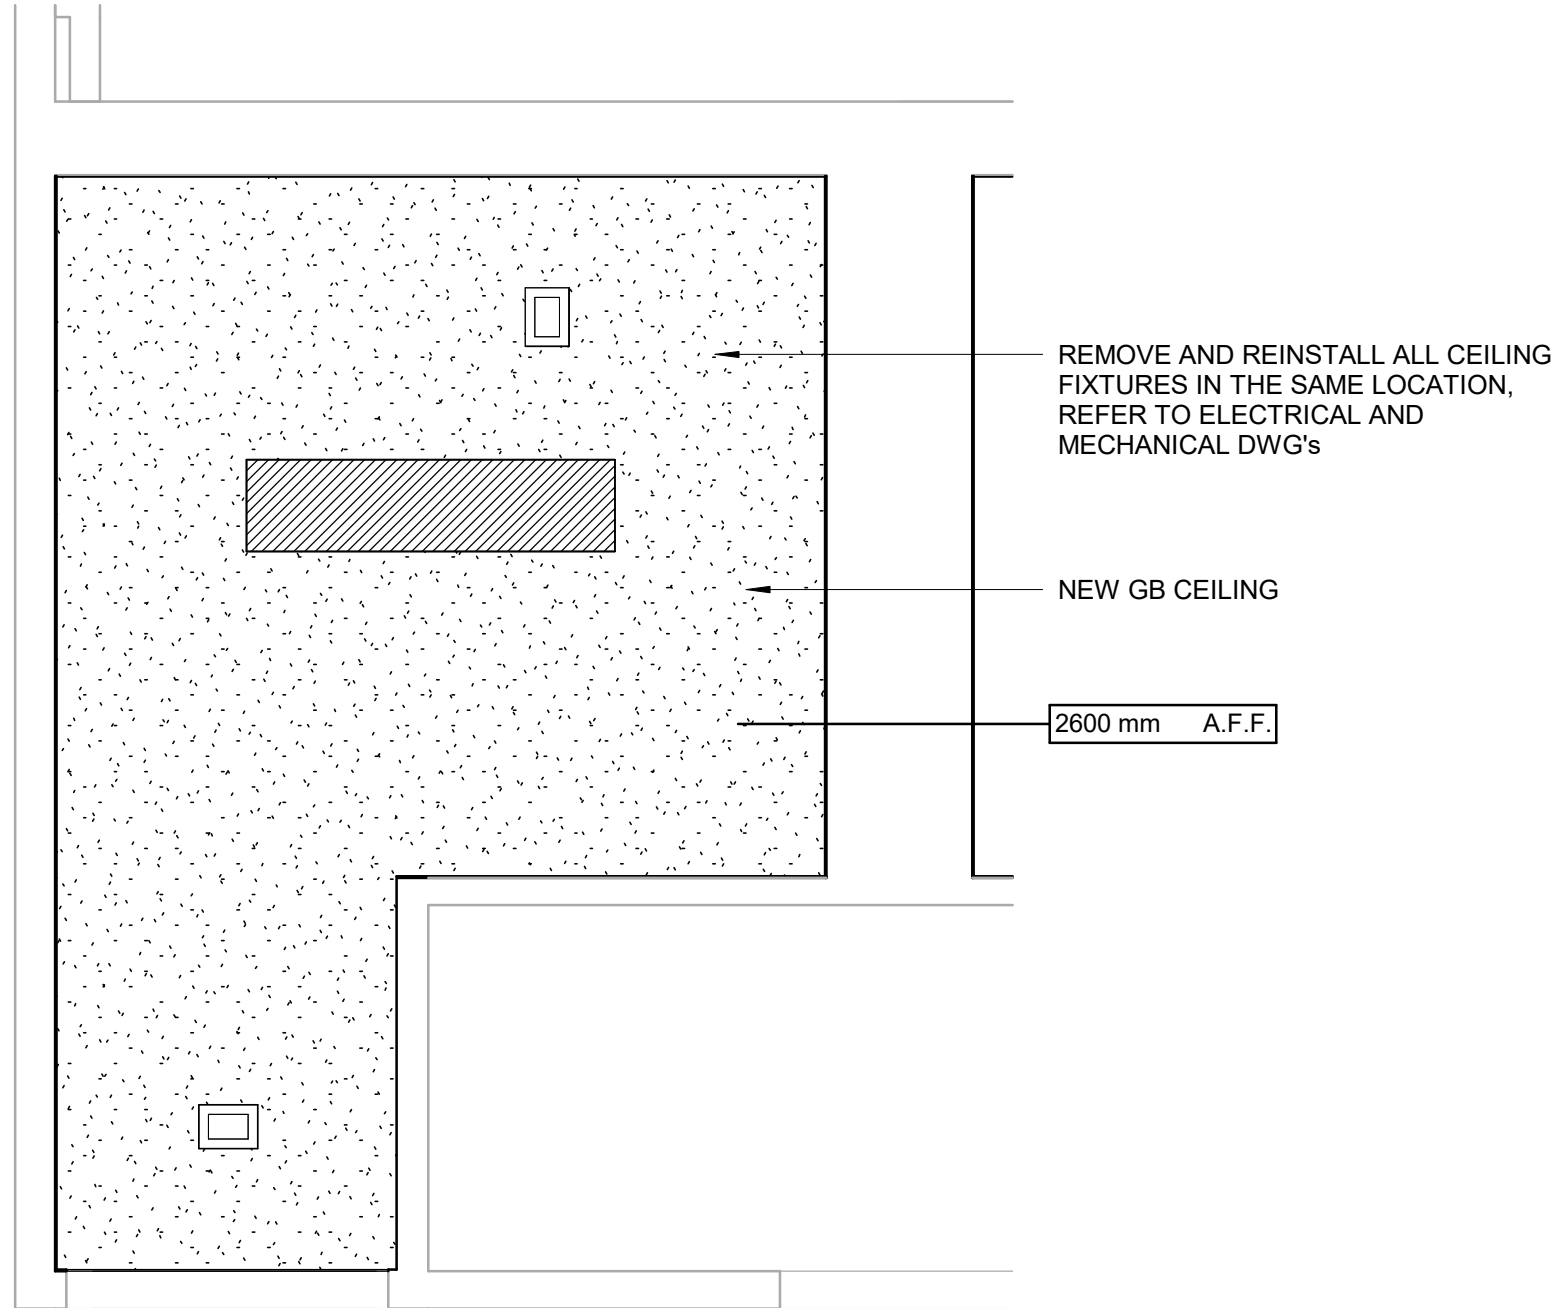 REMOVE AND REINSTALL ALL CEILING
FIXTURES IN THE SAME LOCATION,
REFER TO ELECTRICAL AND
MECHANICAL DWG's
NEW GB CEILING
2600 mm A.F.F.